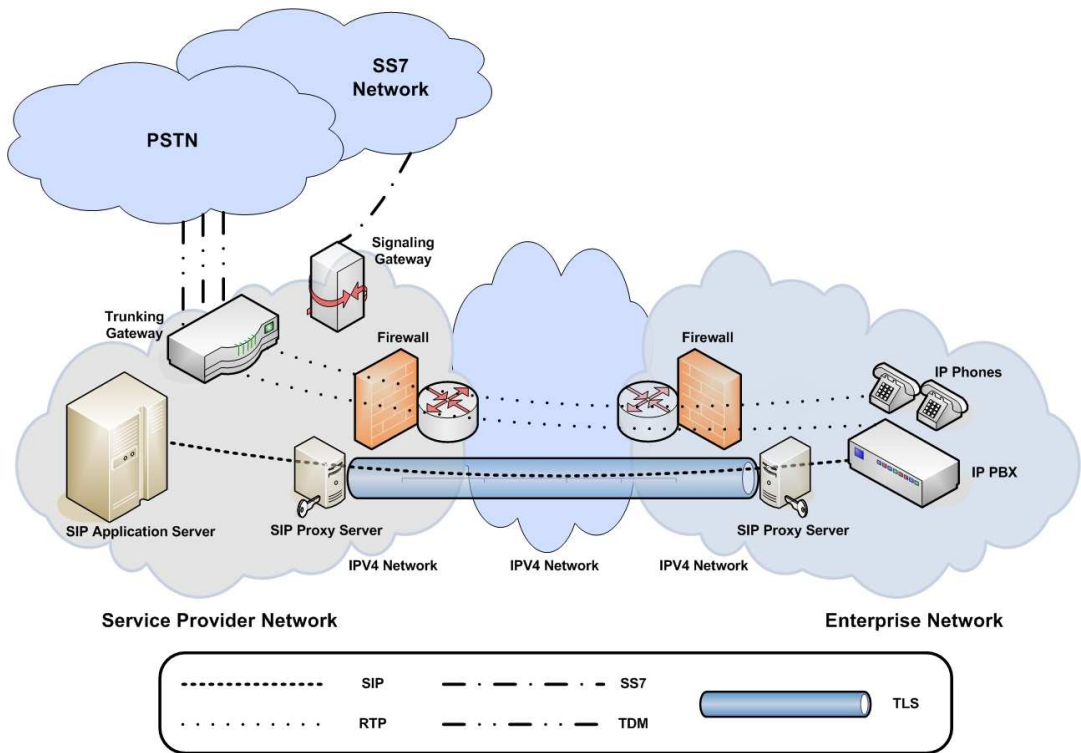 SS7
Network
PSTN
Signaling
Gateway
Trunking
Gateway
Firewall
Firewall
IP Phones
IP PBX
SIP Application Server
SIP Proxy Server
SIP Proxy Server
IPV4 Network
IPV4 Network
IPV4 Network
Service Provider Network
Enterprise Network
SIP
SS7
TLS
RTP
TDM